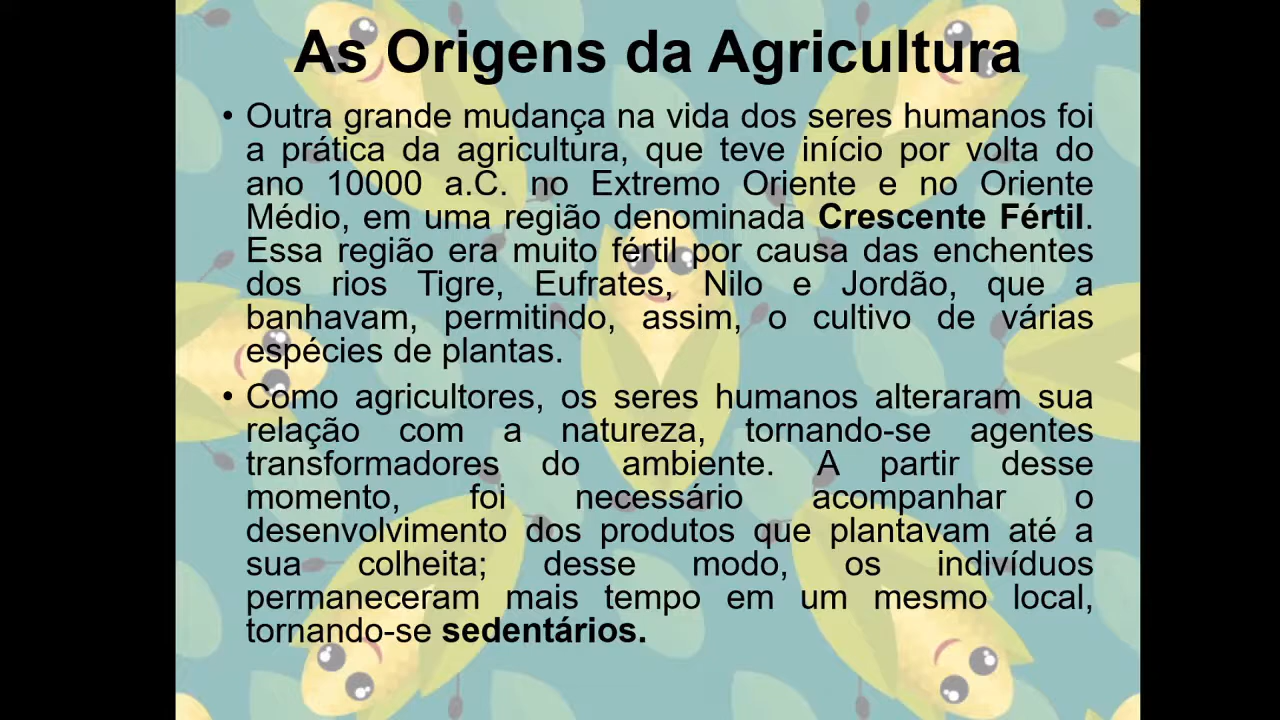 As Origens da Agricultura
• Outra grande mudança na vida dos seres humanos foi
a prática da agricultura, que teve início por volta do
ano 10000 a.C. no Extremo Oriente e no Oriente
Médio, em uma região denominada Crescente Fértil.
Essa região era muito fértil por causa das enchentes
dos rios Tigre, Eufrates, Nilo e Jordão, que a
banhavam, permitindo, assim, o cultivo de várias
espécies de plantas.
• Como agricultores, os seres humanos alteraram sua
relação com a natureza, tornando-se agentes
transformadores do ambiente. A partir desse
momento, foi necessário acompanhar o
desenvolvimento dos produtos que plantavam até a
sua colheita; desse modo, os indivíduos
permaneceram mais tempo em um mesmo local,
tornando-se sedentários.